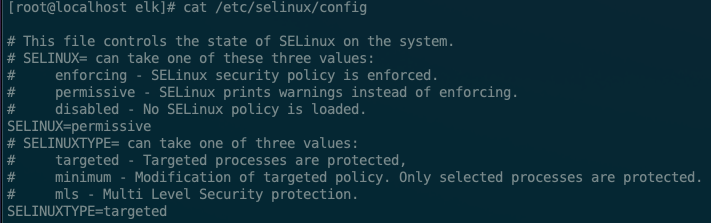 [root@localhost elk]# cat /etc/selinux/config
# This file controls the state of SELinux on the system.
# SELINUX= can take one of these three values:
#     enforcing - SELinux security policy is enforced.
#     permissive - SELinux prints warnings instead of enforcing.
#     disabled - No SELinux policy is loaded.
SELINUX=permissive
# SELINUXTYPE= can take one of three values:
#     targeted - Targeted processes are protected,
#     minimum - Modification of targeted policy. Only selected processes are protected.
#     mls - Multi Level Security protection.
SELINUXTYPE=targeted